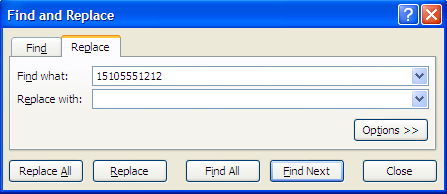 Find and Replace
Find Replace
Find what: 15105551212
Replace with:
Options >>
Replace All Replace Find All Find Next Close